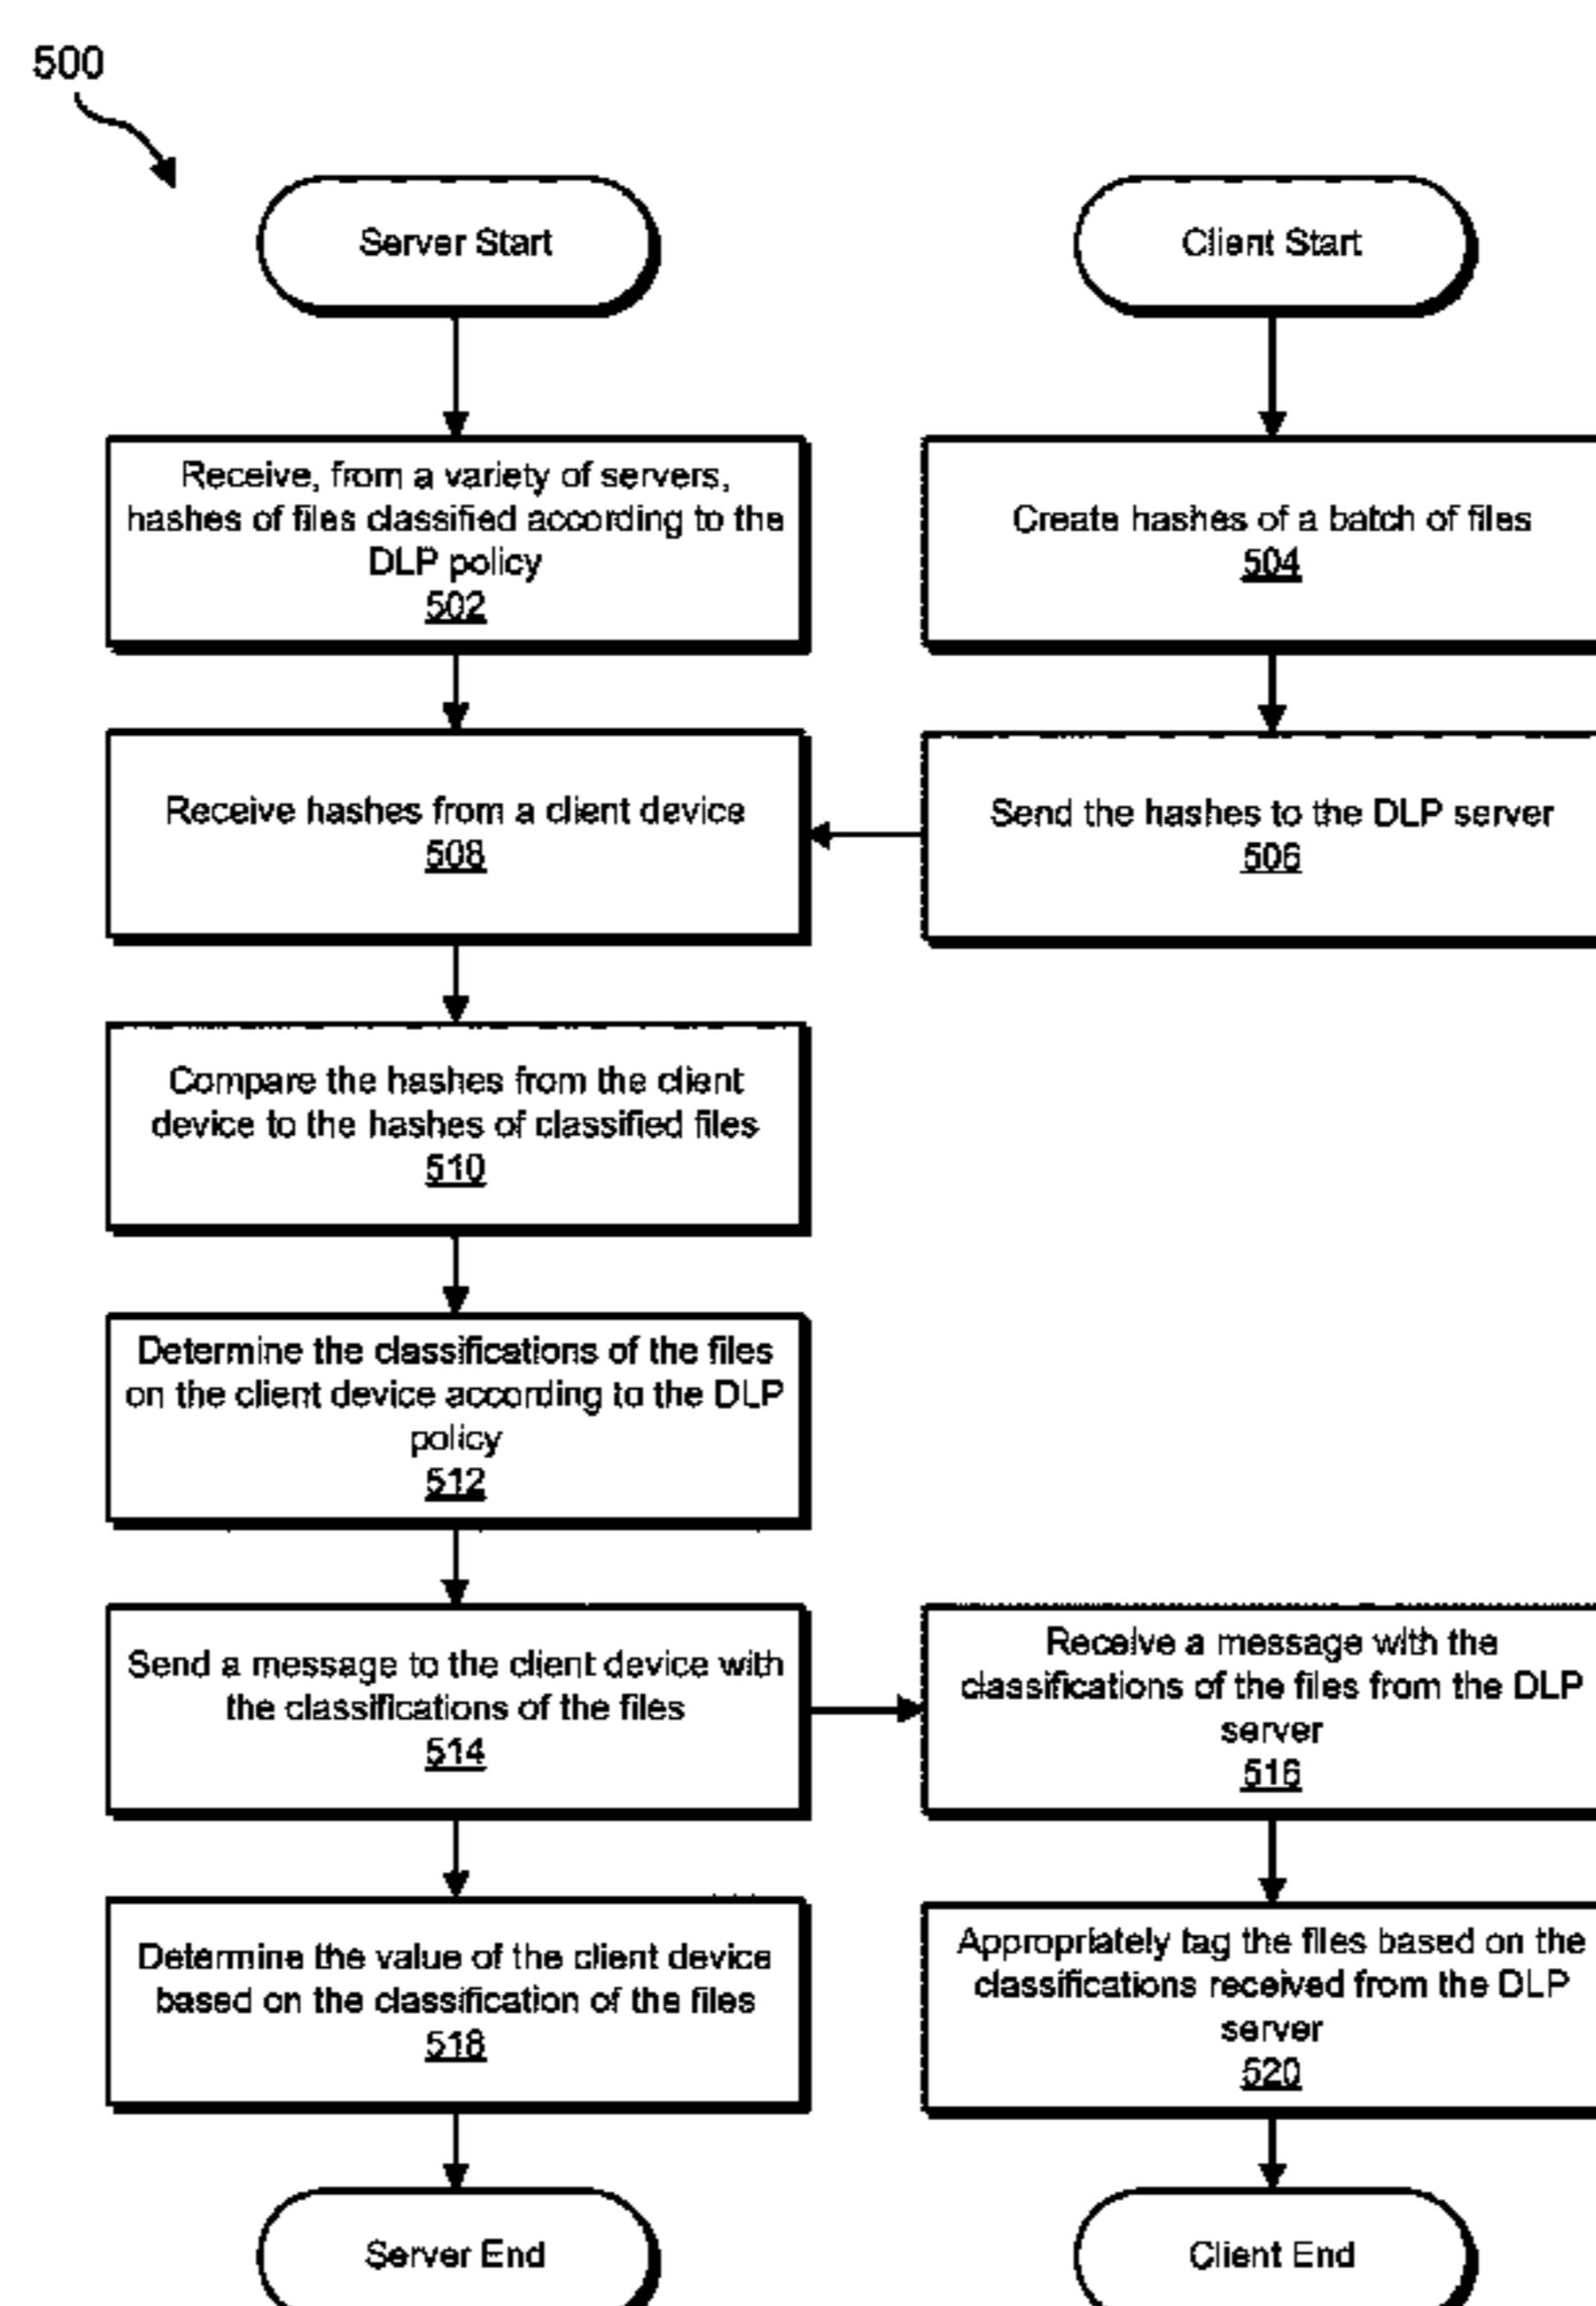 500
Server Start
Client Start
Receive, from a variety of servers,
hashes of files classified according to the
DLP policy
502
Create hashes of a batch of files
504
Receive hashes from a client device
508
Send the hashes to the DLP server
506
Compare the hashes from the client
device to the hashes of classified files
510
Determine the classifications of the files
on the client device according to the DLP
policy
512
Send a message to the client device with
the classifications of the files
514
Receive a message with the
classifications of the files from the DLP
server
516
Determine the value of the client device
based on the classification of the files
518
Appropriately tag the files based on the
classifications received from the DLP
server
520
Server End
Client End